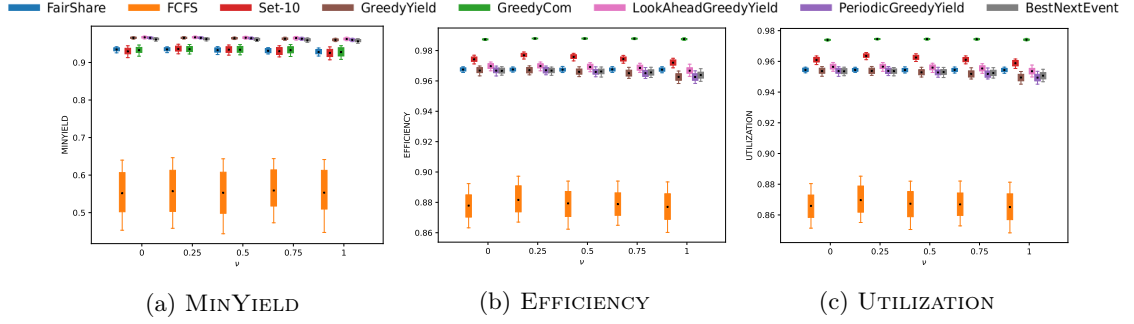 FairShare FCFS Set-10 GreedyYield GreedyCom LookAheadGreedyYield PeriodicGreedyYield BestNextEvent
MINYIELD
0.9
0.8
0.7
0.6
0.5
0 0.25 0.5 0.75 1
ν
(a) MINYIELD
EFFICIENCY
0.98
0.96
0.94
0.92
0.90
0.88
0.86
0 0.25 0.5 0.75 1
ν
(b) EFFICIENCY
UTILIZATION
0.98
0.96
0.94
0.92
0.90
0.88
0.86
0 0.25 0.5 0.75 1
ν
(c) UTILIZATION